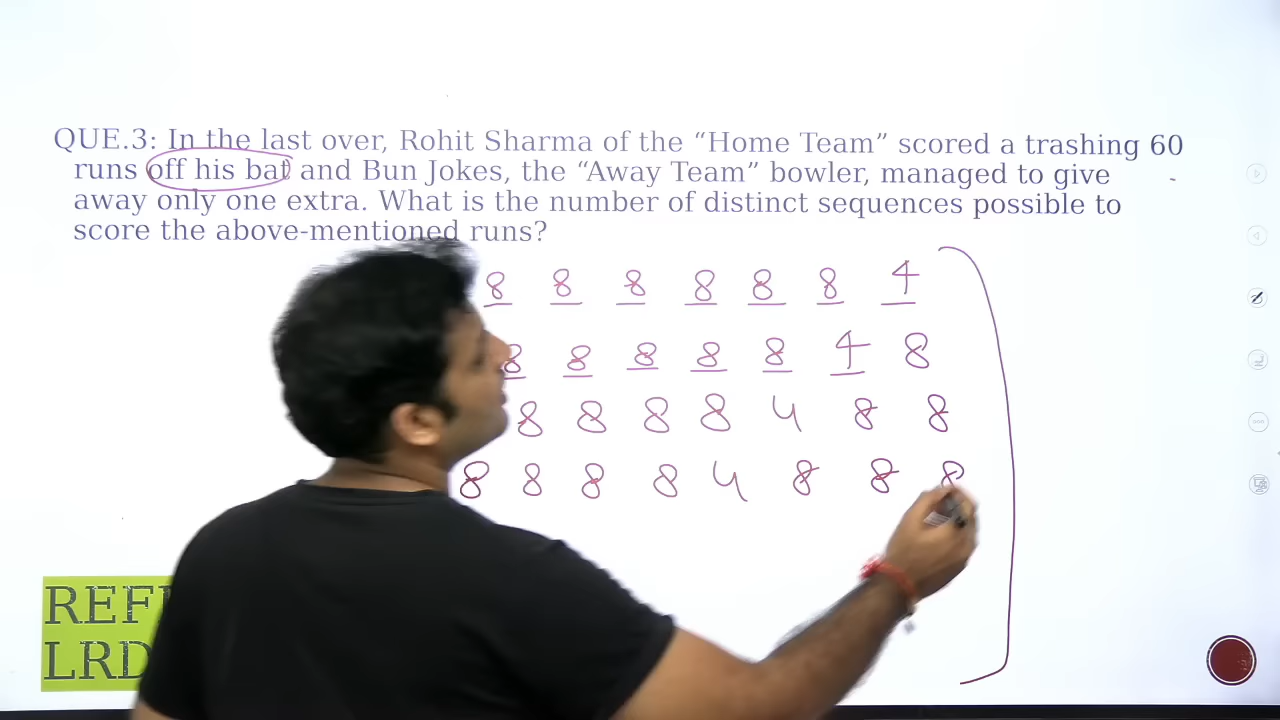 QUE.3: In the last over, Rohit Sharma of the “Home Team” scored a trashing 60
runs off his bat and Bun Jokes, the “Away Team” bowler, managed to give
away only one extra. What is the number of distinct sequences possible to
score the above-mentioned runs?
8 8 8 8 8 8 4
8 8 8 8 8 4 8
8 8 8 8 4 8 8
8 8 8 8 4 8 8 8